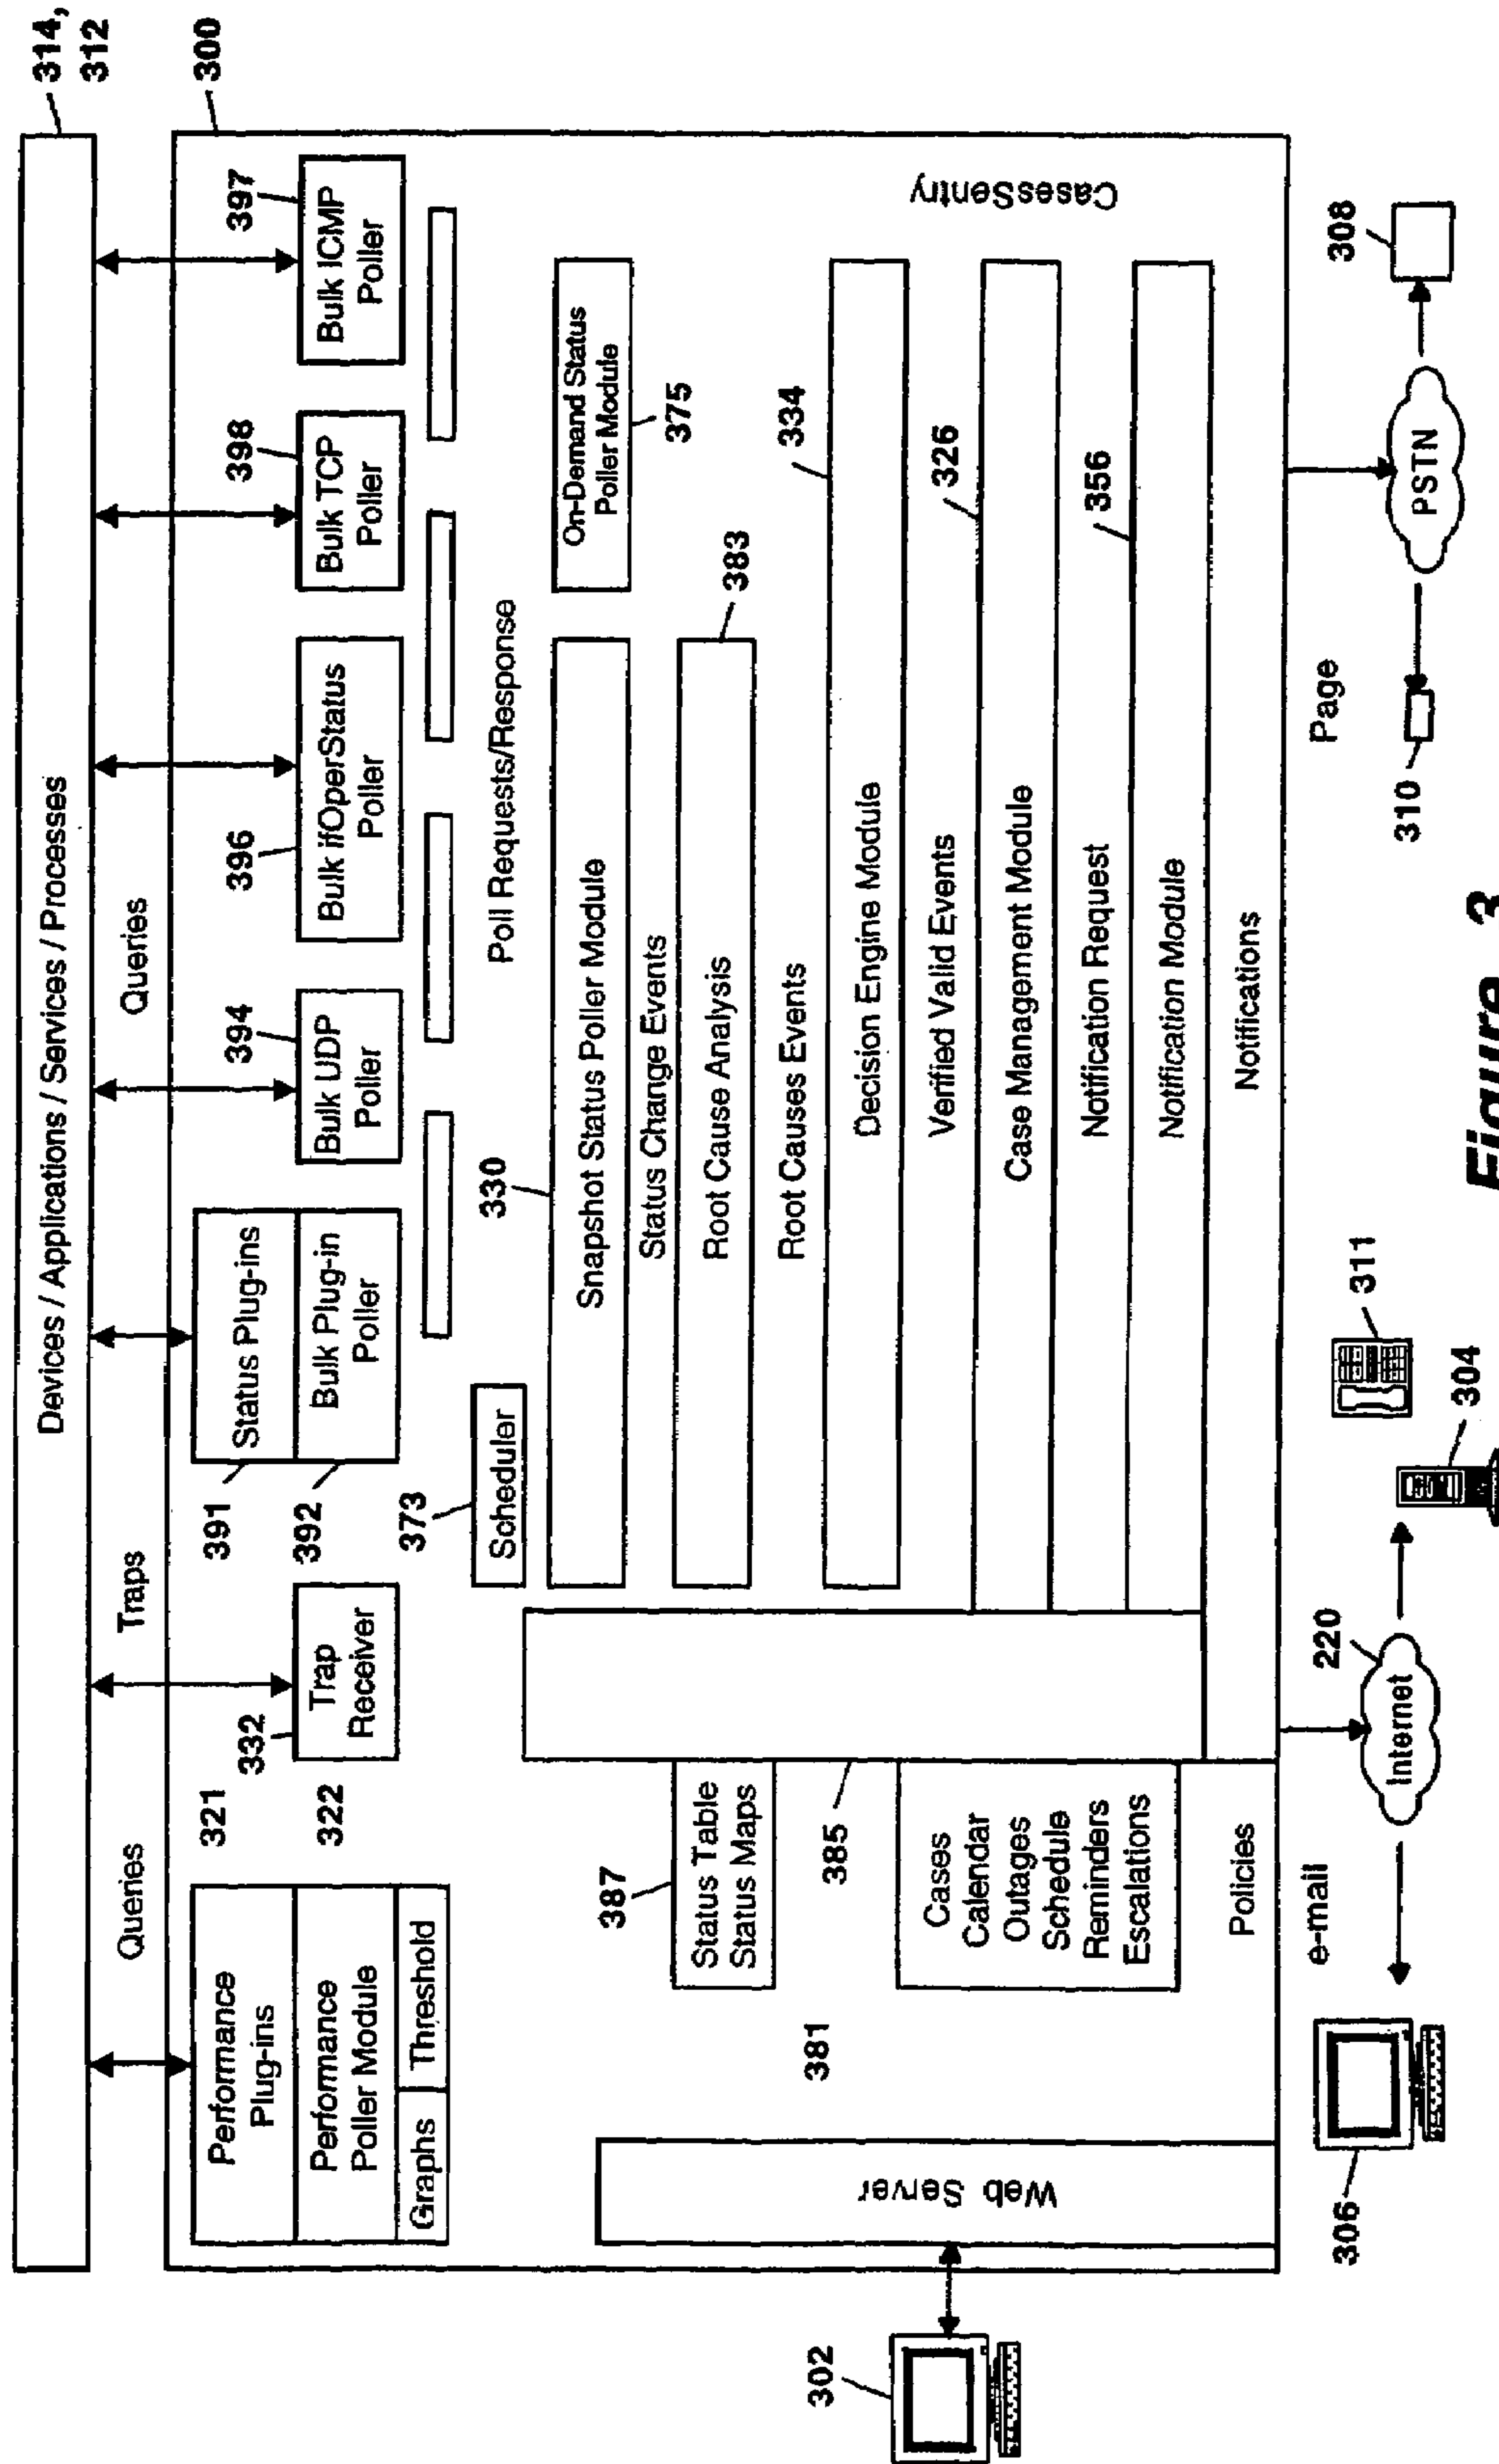 314,
312
Devices / Applications / Services / Processes
Queries
Traps
Queries
300
Performance
Plug-ins
Performance
Poller Module
Graphs
Threshold
321
322
332
Trap
Receiver
391
392
Status Plug-ins
Bulk Plug-in
Poller
394
Bulk UDP
Poller
396
Bulk ifOperStatus
Poller
398
Bulk TCP
Poller
397
Bulk ICMP
Poller
373
Scheduler
330
Poll Requests/Response
Snapshot Status Poller Module
On-Demand Status
Poller Module
375
Status Change Events
Root Cause Analysis
383
Root Causes Events
Decision Engine Module
334
Verified Valid Events
326
Case Management Module
Notification Request
356
Notification Module
Notifications
CasesSentry
387
Status Table
Status Maps
385
381
Cases
Calendar
Outages
Schedule
Reminders
Escalations
Policies
Web Server
302
306
e-mail
Internet
220
304
311
310
Page
PSTN
308
Figure 3